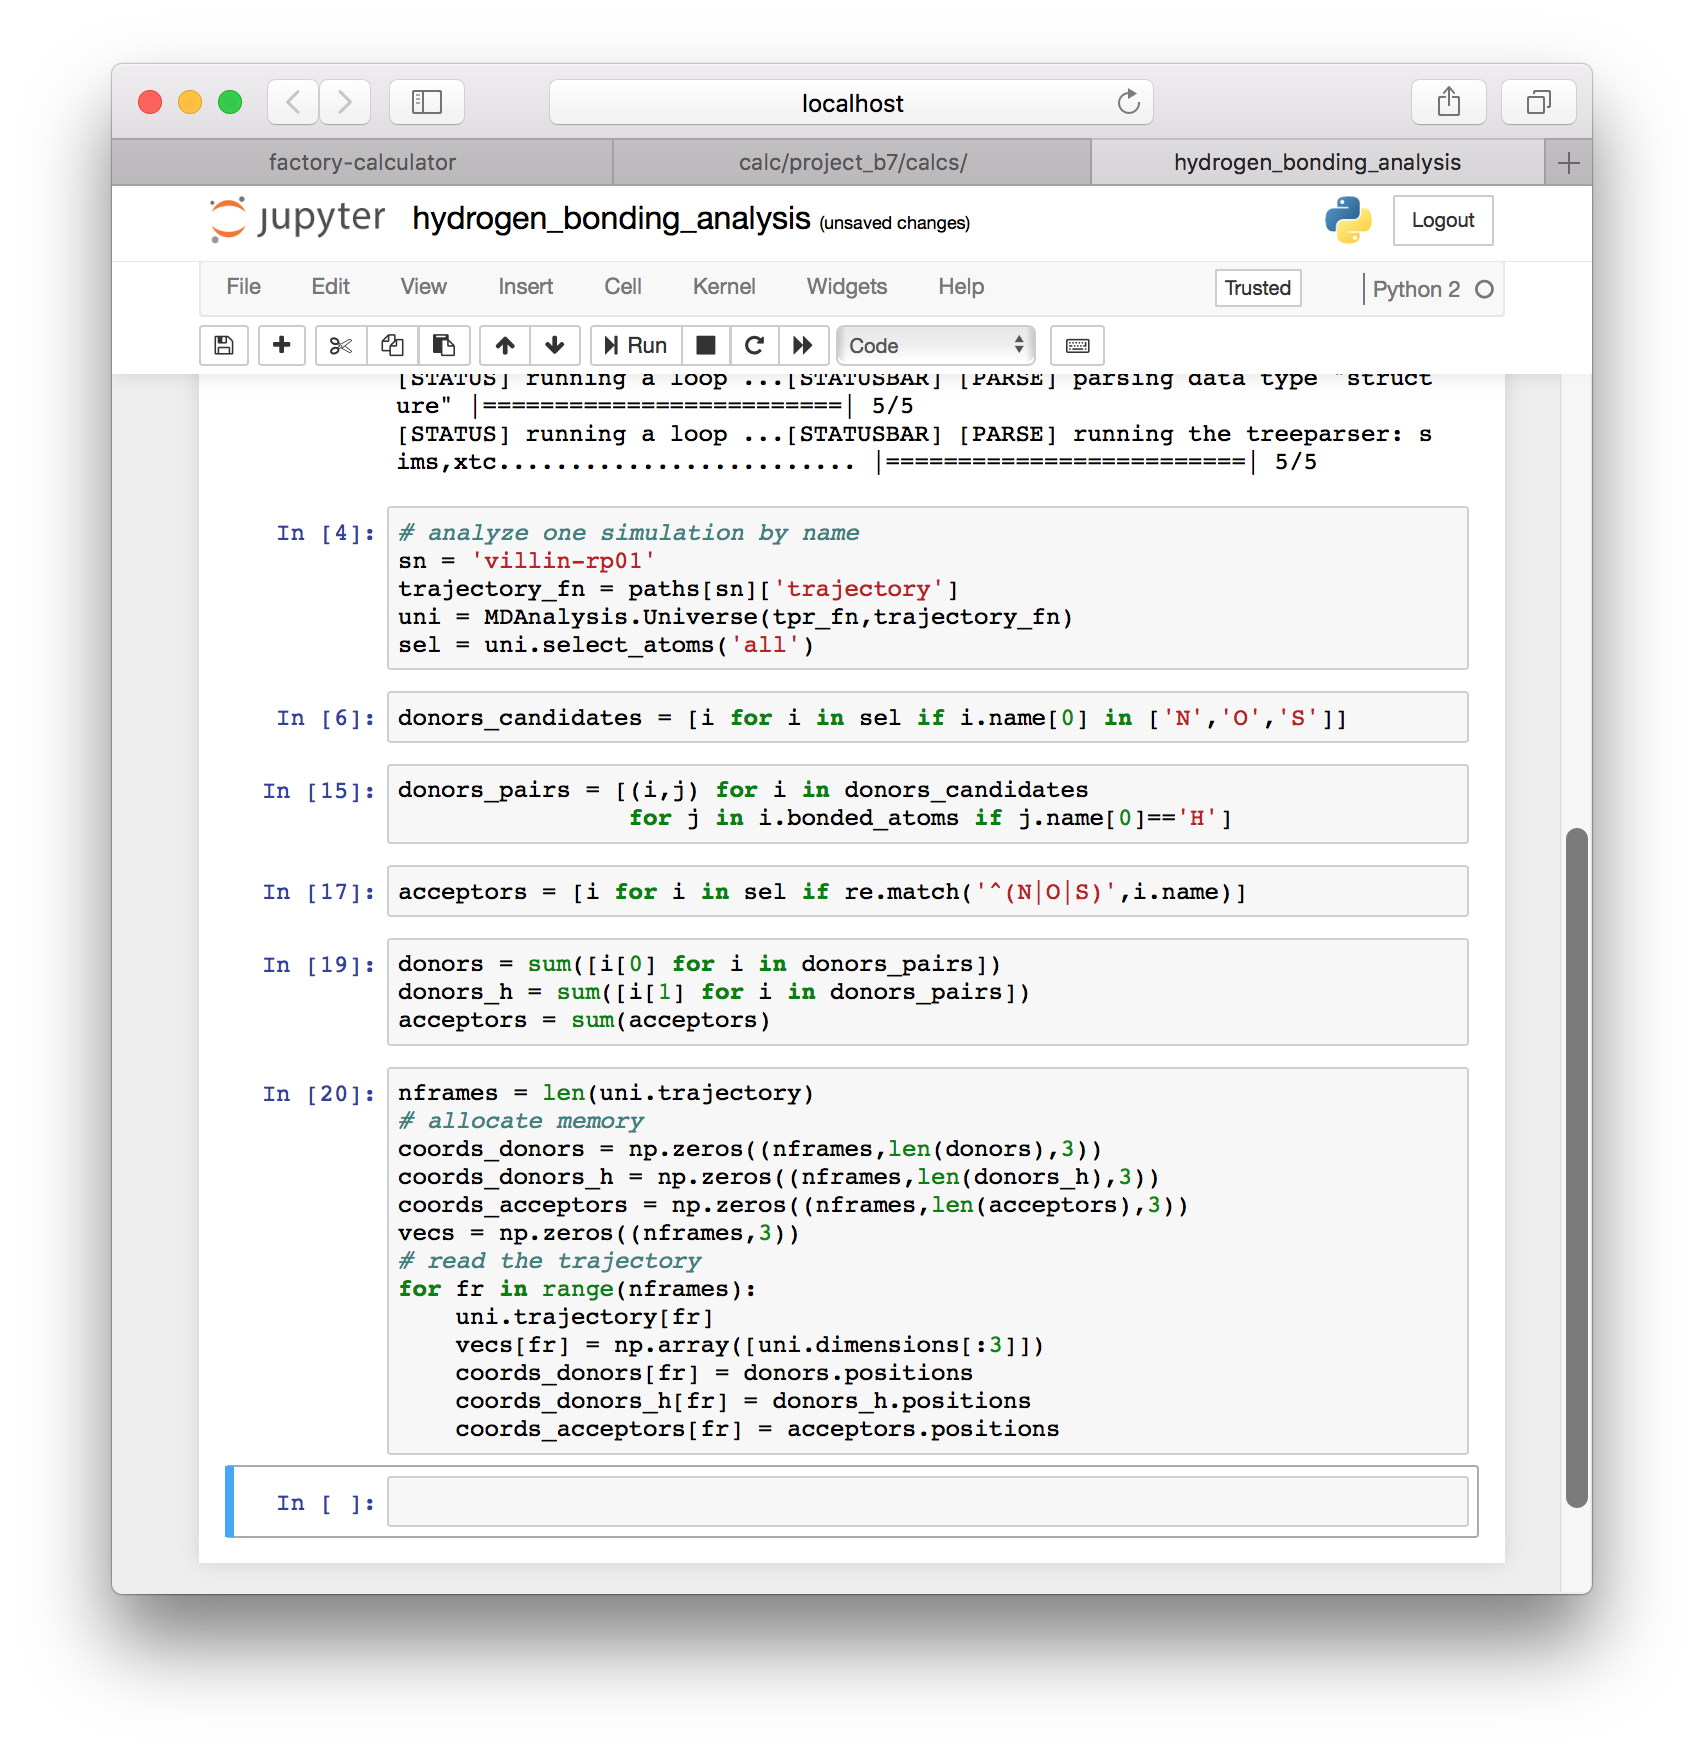 localhost
factory-calculator
calc/project_b7/calcs/
hydrogen_bonding_analysis
jupyter hydrogen_bonding_analysis (unsaved changes)
Logout
File Edit View Insert Cell Kernel Widgets Help
Trusted
Python 2
Run
Code
[STATUS] running a loop ...[STATUSBAR] [PARSE] parsing data type "struct
ure" |=========================| 5/5
[STATUS] running a loop ...[STATUSBAR] [PARSE] running the treeparser: s
ims,xtc......................... |=========================| 5/5
In [4]:
# analyze one simulation by name
sn = 'villin-rp01'
trajectory_fn = paths[sn]['trajectory']
uni = MDAnalysis.Universe(tpr_fn,trajectory_fn)
sel = uni.select_atoms('all')
In [6]:
donors_candidates = [i for i in sel if i.name[0] in ['N','O','S']]
In [15]:
donors_pairs = [(i,j) for i in donors_candidates
                for j in i.bonded_atoms if j.name[0]=='H']
In [17]:
acceptors = [i for i in sel if re.match('^(N|O|S)',i.name)]
In [19]:
donors = sum([i[0] for i in donors_pairs])
donors_h = sum([i[1] for i in donors_pairs])
acceptors = sum(acceptors)
In [20]:
nframes = len(uni.trajectory)
# allocate memory
coords_donors = np.zeros((nframes,len(donors),3))
coords_donors_h = np.zeros((nframes,len(donors_h),3))
coords_acceptors = np.zeros((nframes,len(acceptors),3))
vecs = np.zeros((nframes,3))
# read the trajectory
for fr in range(nframes):
    uni.trajectory[fr]
    vecs[fr] = np.array([uni.dimensions[:3]])
    coords_donors[fr] = donors.positions
    coords_donors_h[fr] = donors_h.positions
    coords_acceptors[fr] = acceptors.positions
In [ ]: